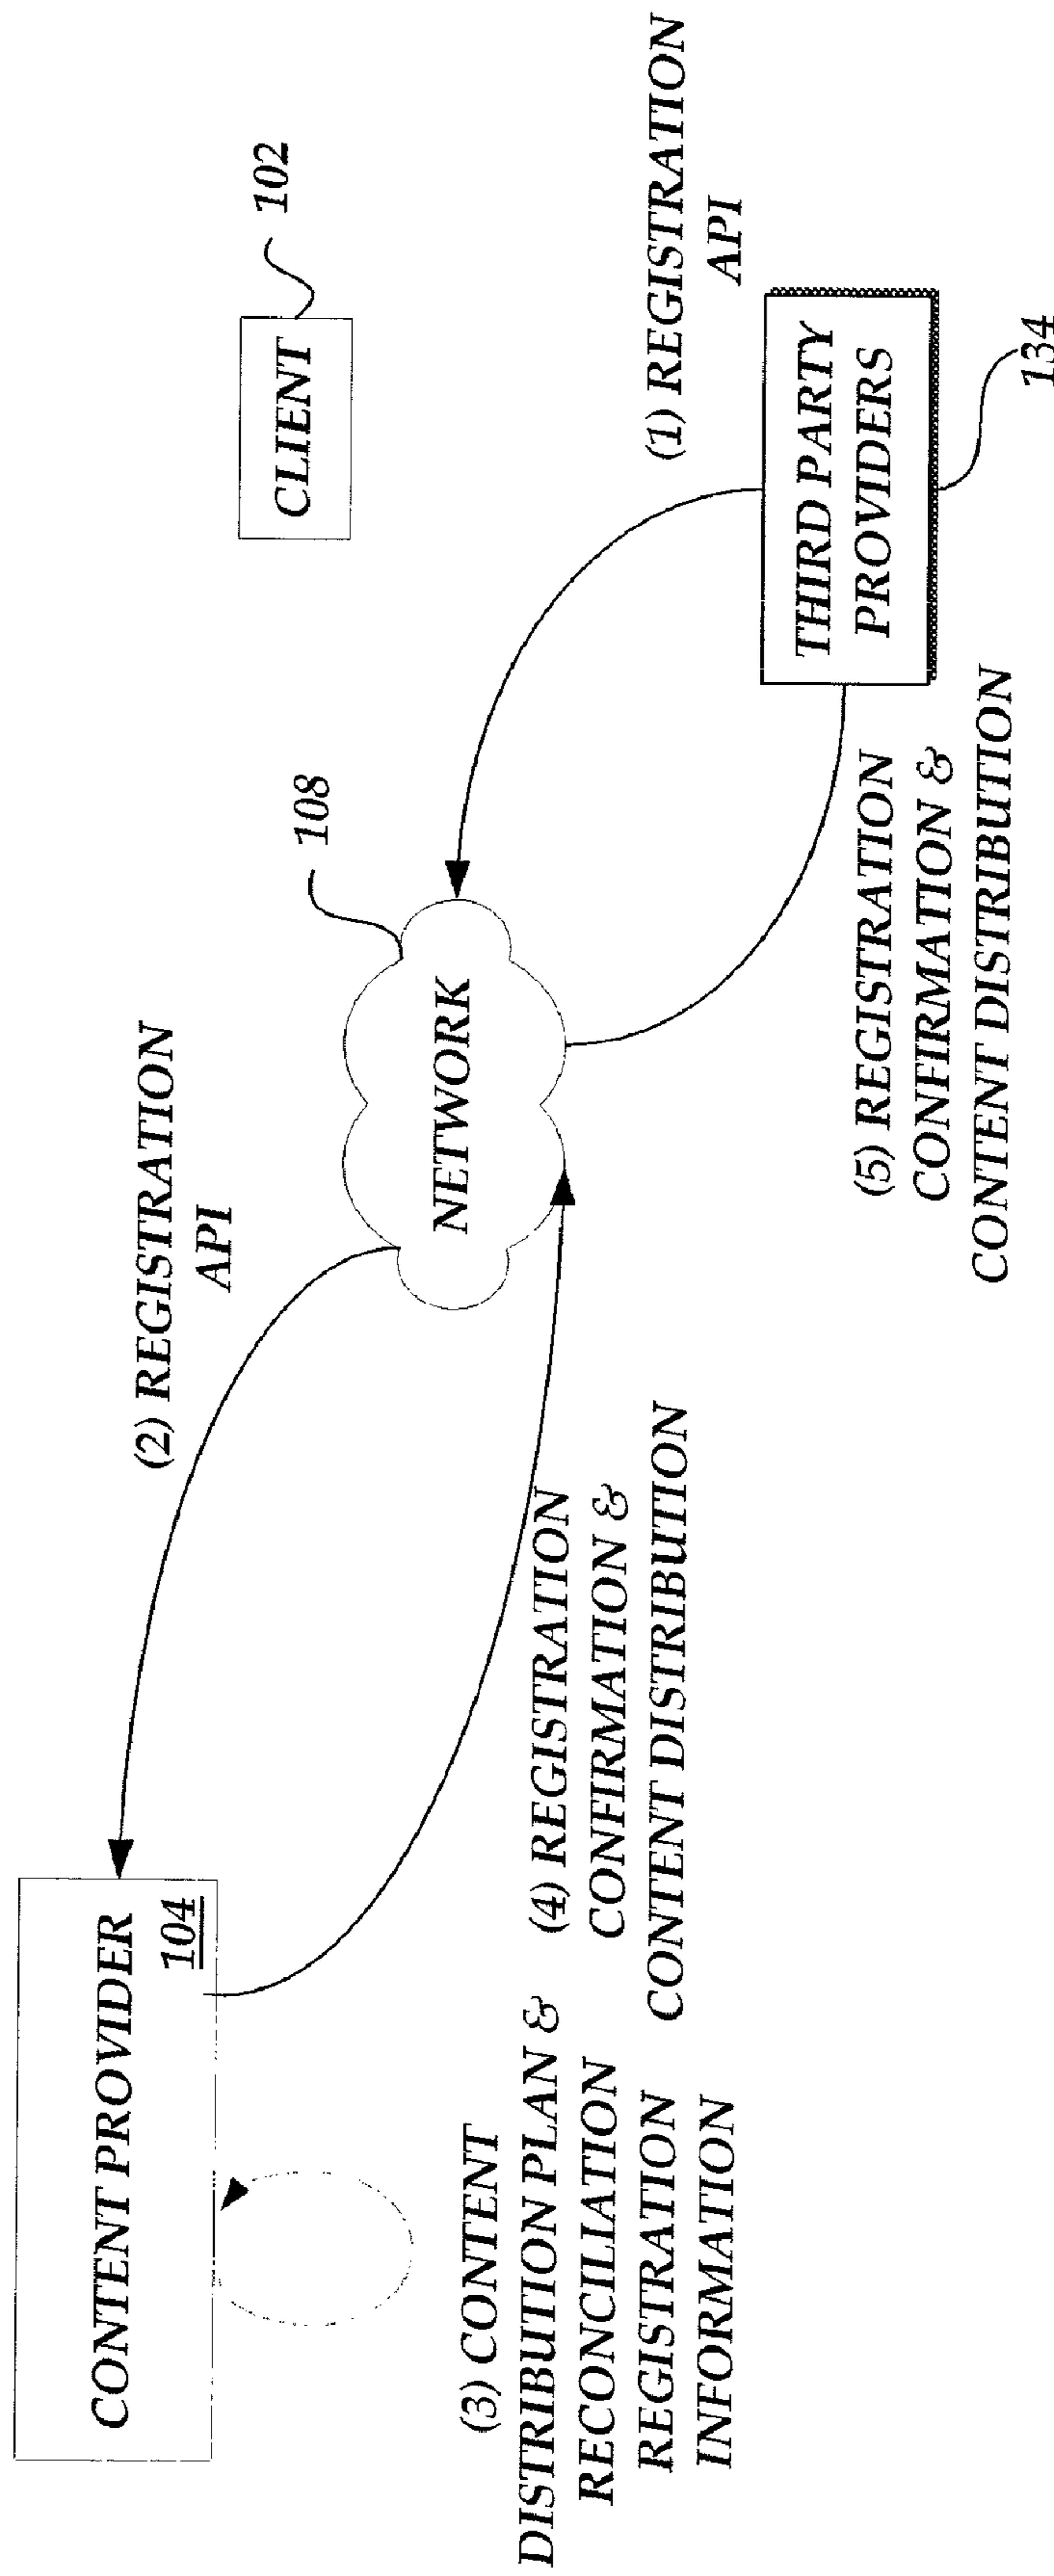 CONTENT PROVIDER
104
(2) REGISTRATION
API
CLIENT
102
108
NETWORK
(1) REGISTRATION
API
THIRD PARTY
PROVIDERS
134
(3) CONTENT
DISTRIBUTION PLAN &
RECONCILIATION
REGISTRATION
INFORMATION
(4) REGISTRATION
CONFIRMATION &
CONTENT DISTRIBUTION
(5) REGISTRATION
CONFIRMATION &
CONTENT DISTRIBUTION